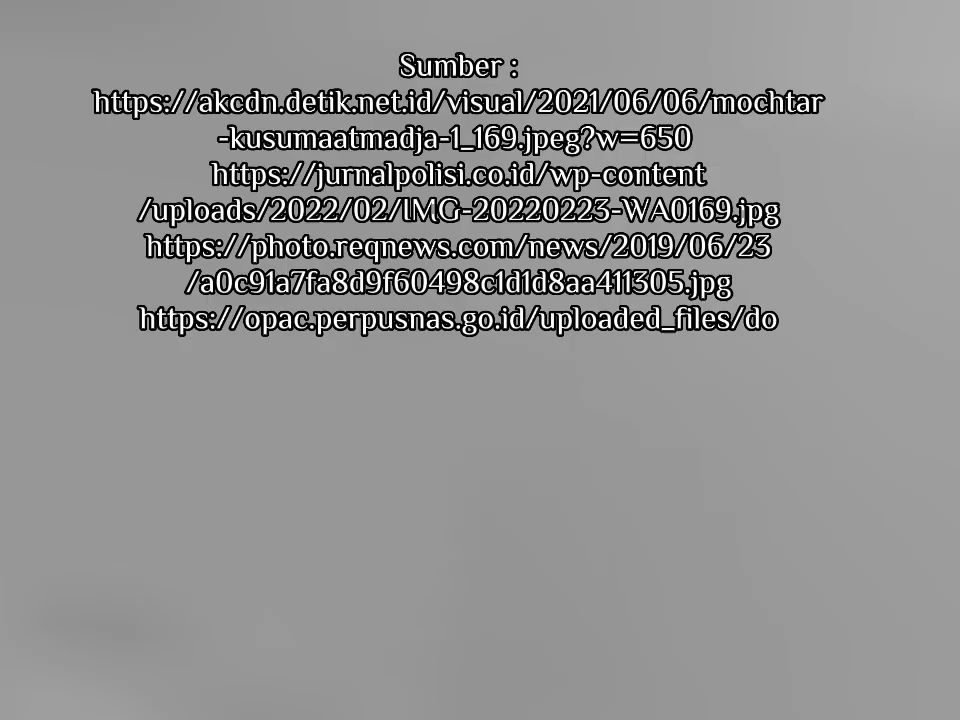 Sumber :
https://akcdn.detik.net.id/visual/2021/06/06/mochtar
-kusumaatmadja-1_169.jpeg?w=650
https://jurnalpolisi.co.id/wp-content
/uploads/2022/02/IMG-20220223-WA0169.jpg
https://photo.reqnews.com/news/2019/06/23
/a0c91a7fa8d9f60498c1d1d8aa411305.jpg
https://opac.perpusnas.go.id/uploaded_files/do